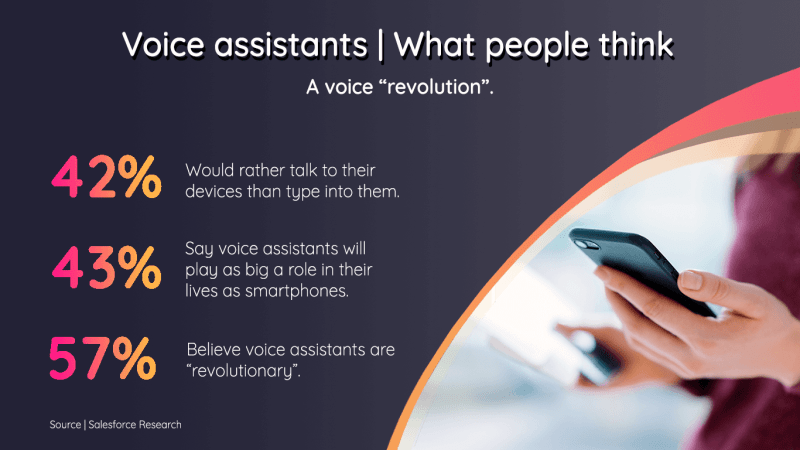 Voice assistants | What people think
A voice “revolution”.
42%
Would rather talk to their
devices than type into them.
43%
Say voice assistants will
play as big a role in their
lives as smartphones.
57%
Believe voice assistants are
“revolutionary”.
Source | Salesforce Research